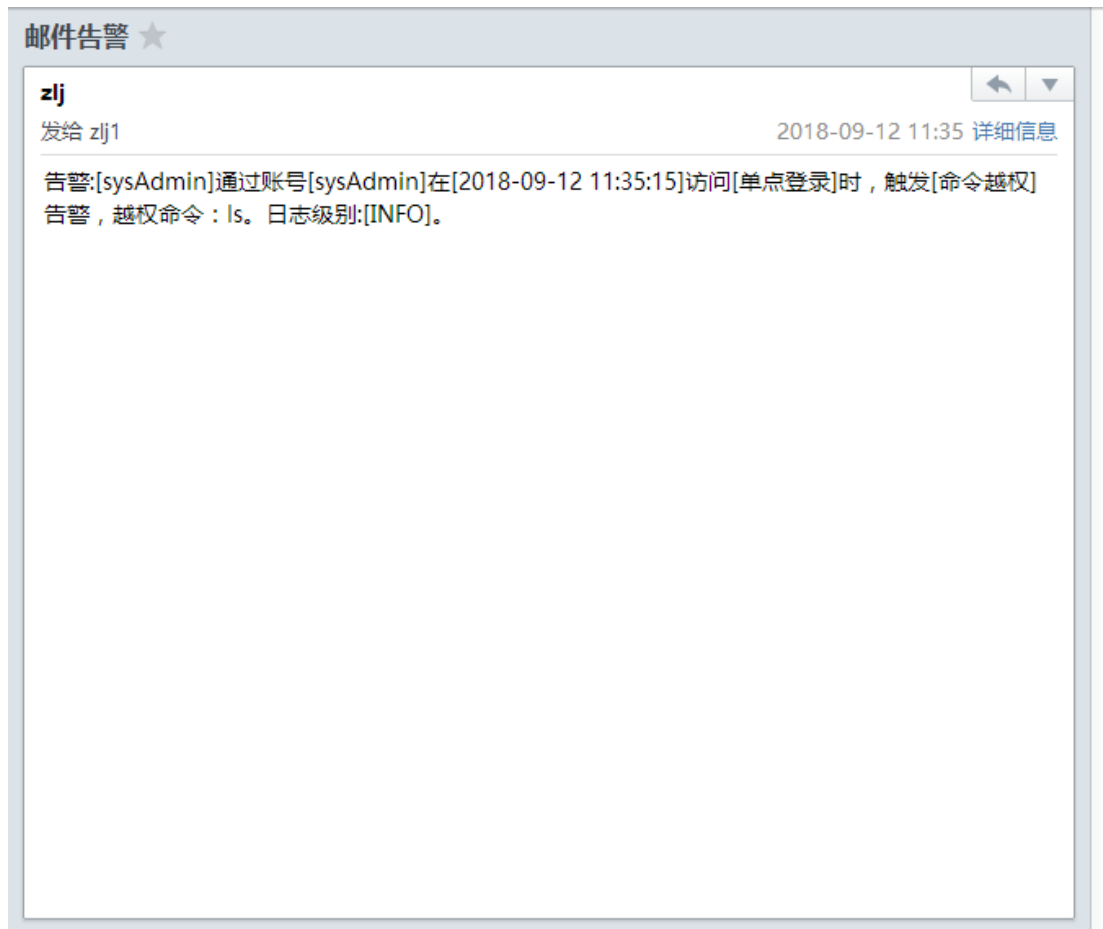 邮件告警
zlj
发给 zlj1
2018-09-12 11:35 详细信息
告警:[sysAdmin]通过账号[sysAdmin]在[2018-09-12 11:35:15]访问[单点登录]时，触发[命令越权]
告警，越权命令：ls。日志级别:[INFO]。